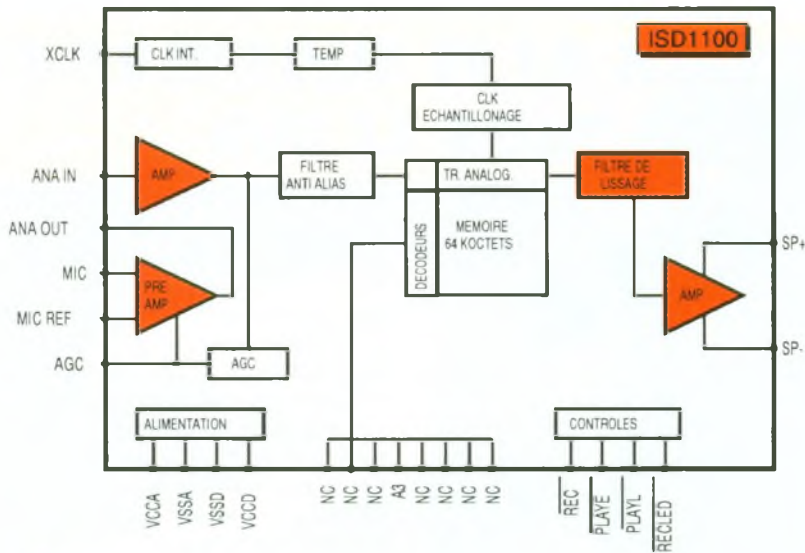 ISD1100
XCLK
CLK INT.
TEMP
CLK
ECHANTILLONAGE
ANA IN
AMP
FILTRE
ANTI ALIAS
TR. ANALOG.
FILTRE DE
LISSAGE
ANA OUT
DECODEURS
MEMOIRE
64 KOCTETS
SP+
MIC
PRE
AMP
AMP
MIC REF
SP-
AGC
AGC
ALIMENTATION
CONTROLES
VCCA
VSSA
VSSD
VCCD
NC
NC
NC
A3
NC
NC
NC
NC
REC
PLAYE
PLAYL
RECLED